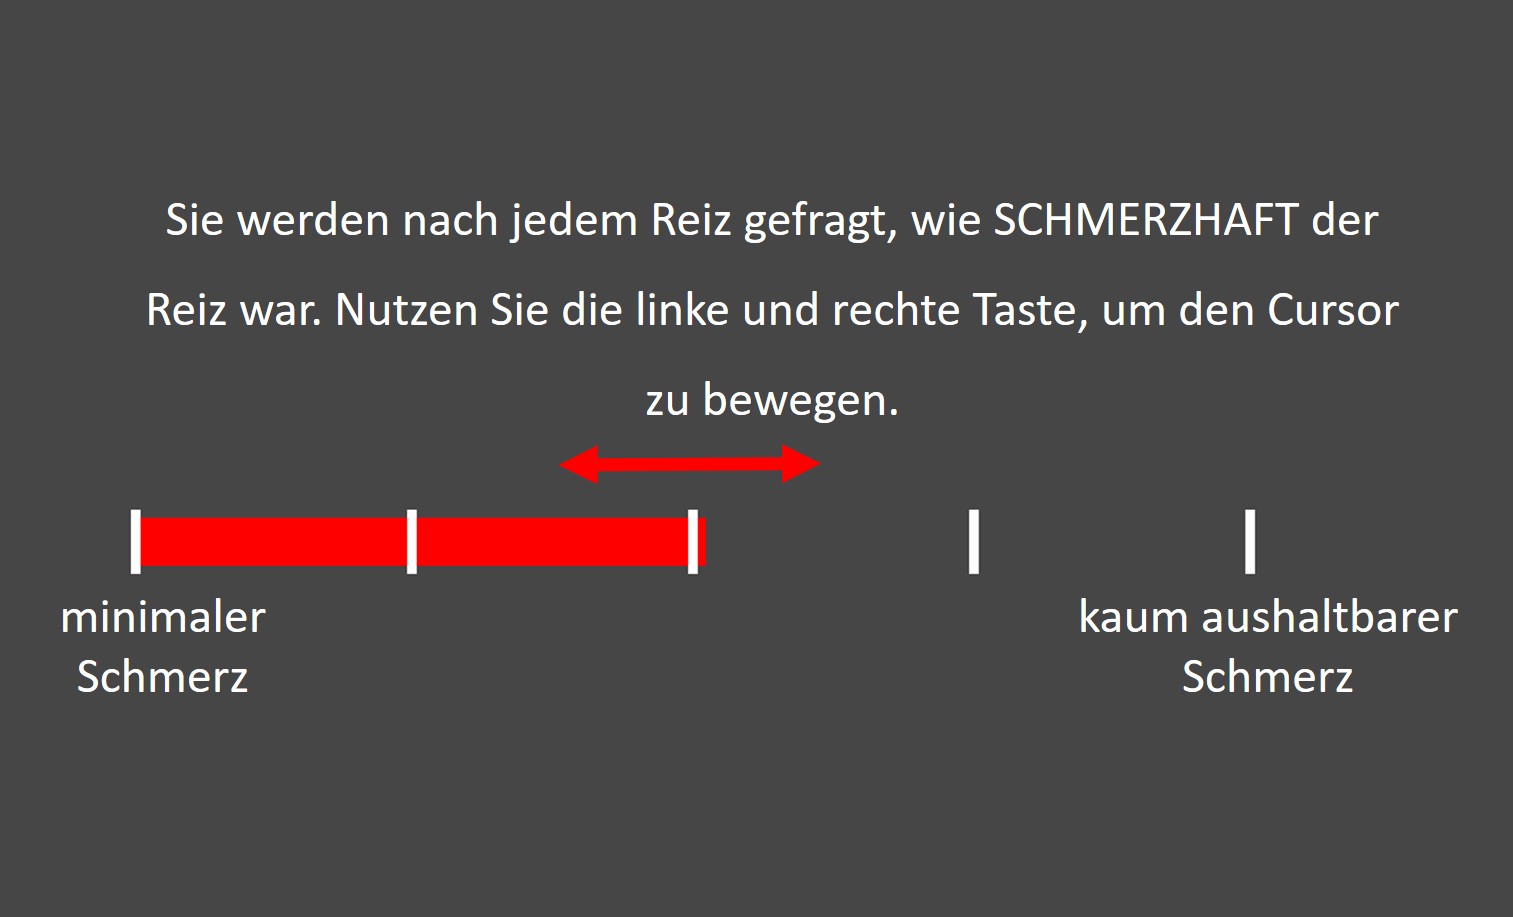 Sie werden nach jedem Reiz gefragt, wie SCHMERZHAFT der
Reiz war. Nutzen Sie die linke und rechte Taste, um den Cursor
zu bewegen.
minimaler
Schmerz
kaum aushaltbarer
Schmerz